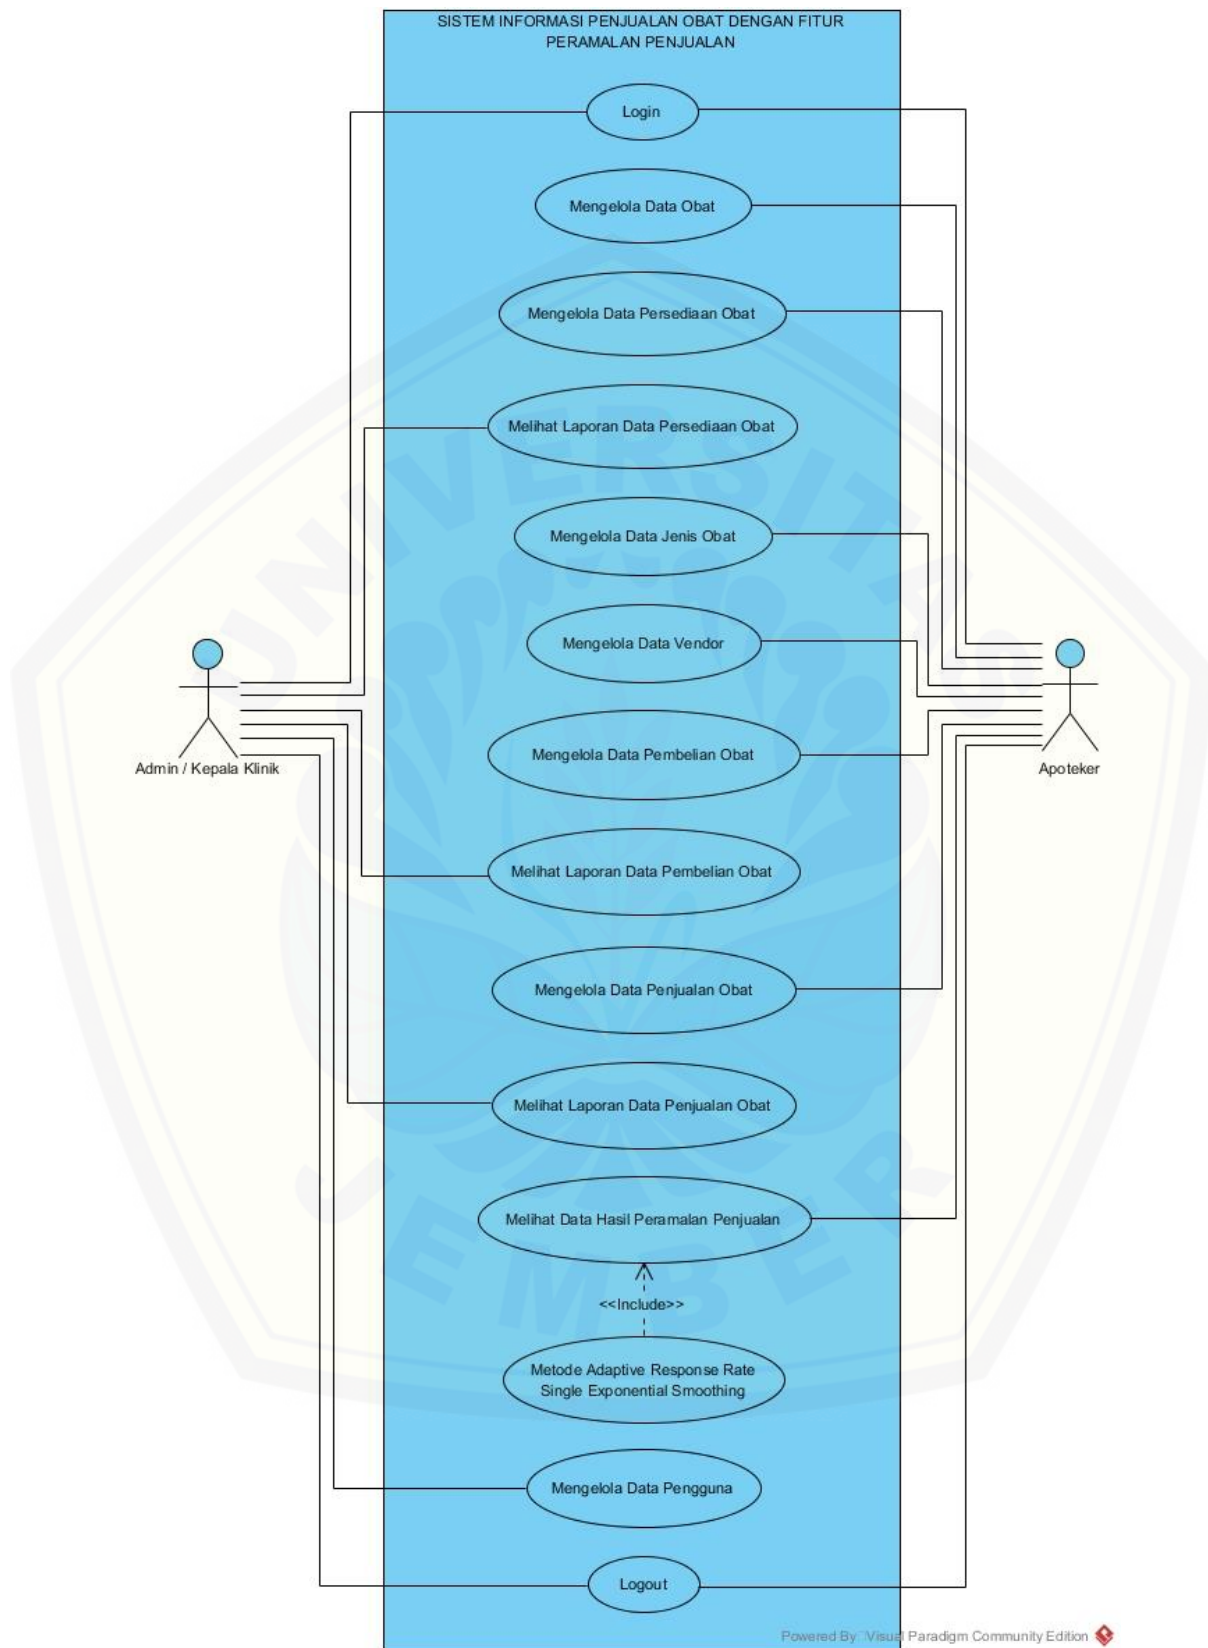 SISTEM INFORMASI PENJUALAN OBAT DENGAN FITUR
PERAMALAN PENJUALAN
Login
Mengelola Data Obat
Mengelola Data Persediaan Obat
Melihat Laporan Data Persediaan Obat
Mengelola Data Jenis Obat
Mengelola Data Vendor
Admin / Kepala Klinik
Mengelola Data Pembelian Obat
Apoteker
Melihat Laporan Data Pembelian Obat
Mengelola Data Penjualan Obat
Melihat Laporan Data Penjualan Obat
Melihat Data Hasil Peramalan Penjualan
<<Include>>
Metode Adaptive Response Rate
Single Exponential Smoothing
Mengelola Data Pengguna
Logout
Powered By: Visual Paradigm Community Edition
UNIVERSITAS
JEMBER